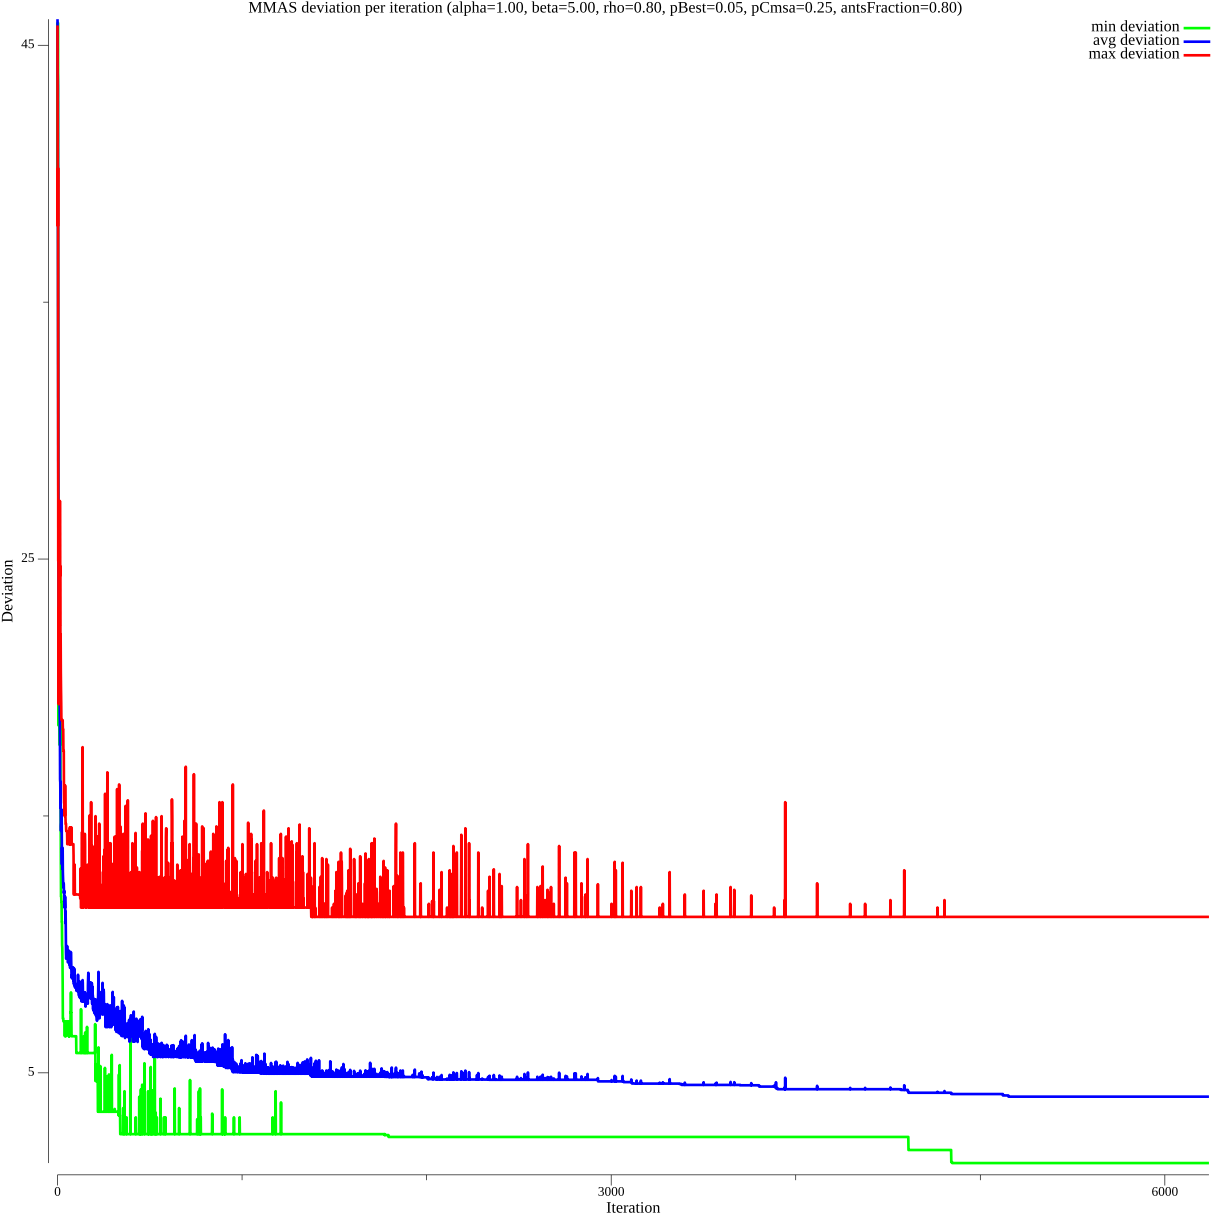 MMAS deviation per iteration (alpha=1.00, beta=5.00, rho=0.80, pBest=0.05, pCmsa=0.25, antsFraction=0.80)
min deviation
avg deviation
max deviation
45
25
5
Deviation
0
3000
6000
Iteration